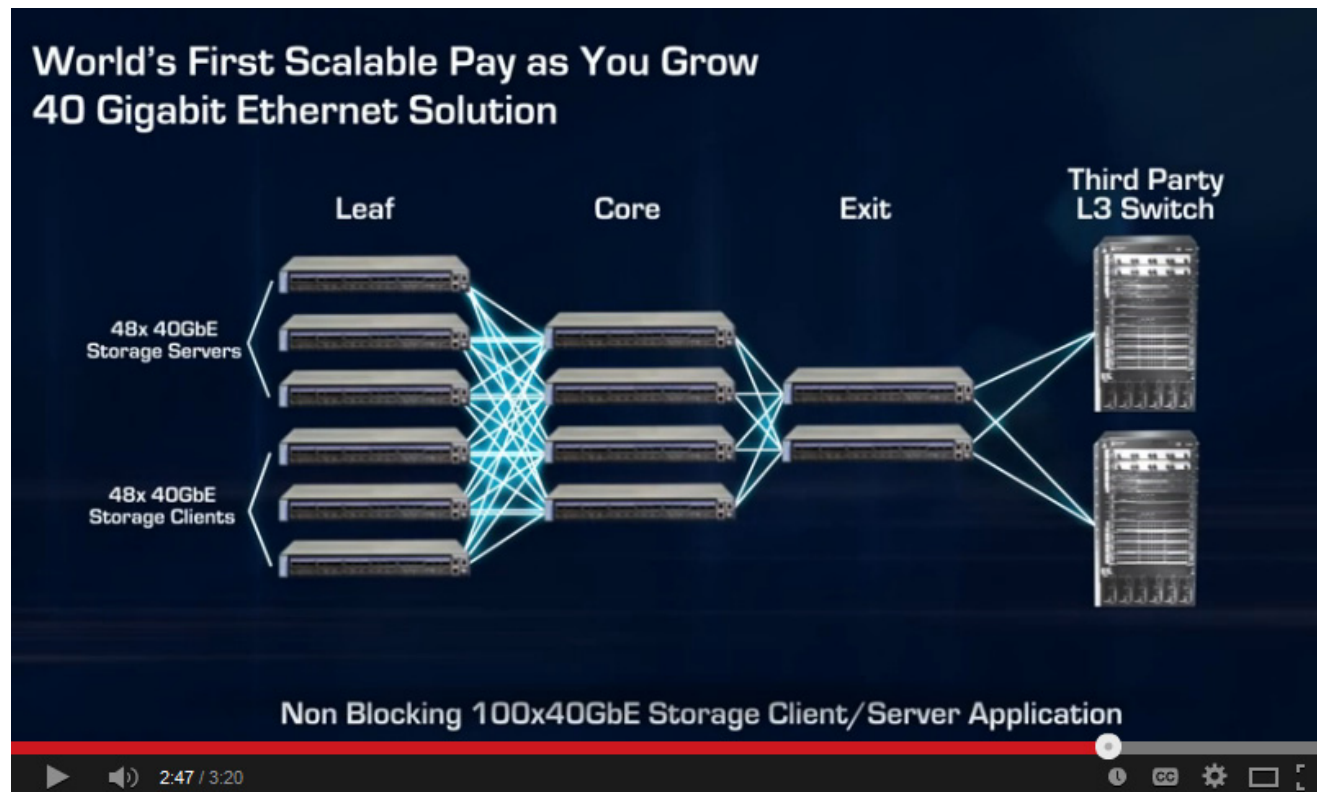 World's First Scalable Pay as You Grow
40 Gigabit Ethernet Solution
Leaf
Core
Exit
Third Party
L3 Switch
48x 40GbE
Storage Servers
48x 40GbE
Storage Clients
Non Blocking 100x40GbE Storage Client/Server Application
2:47 / 3:20
CC